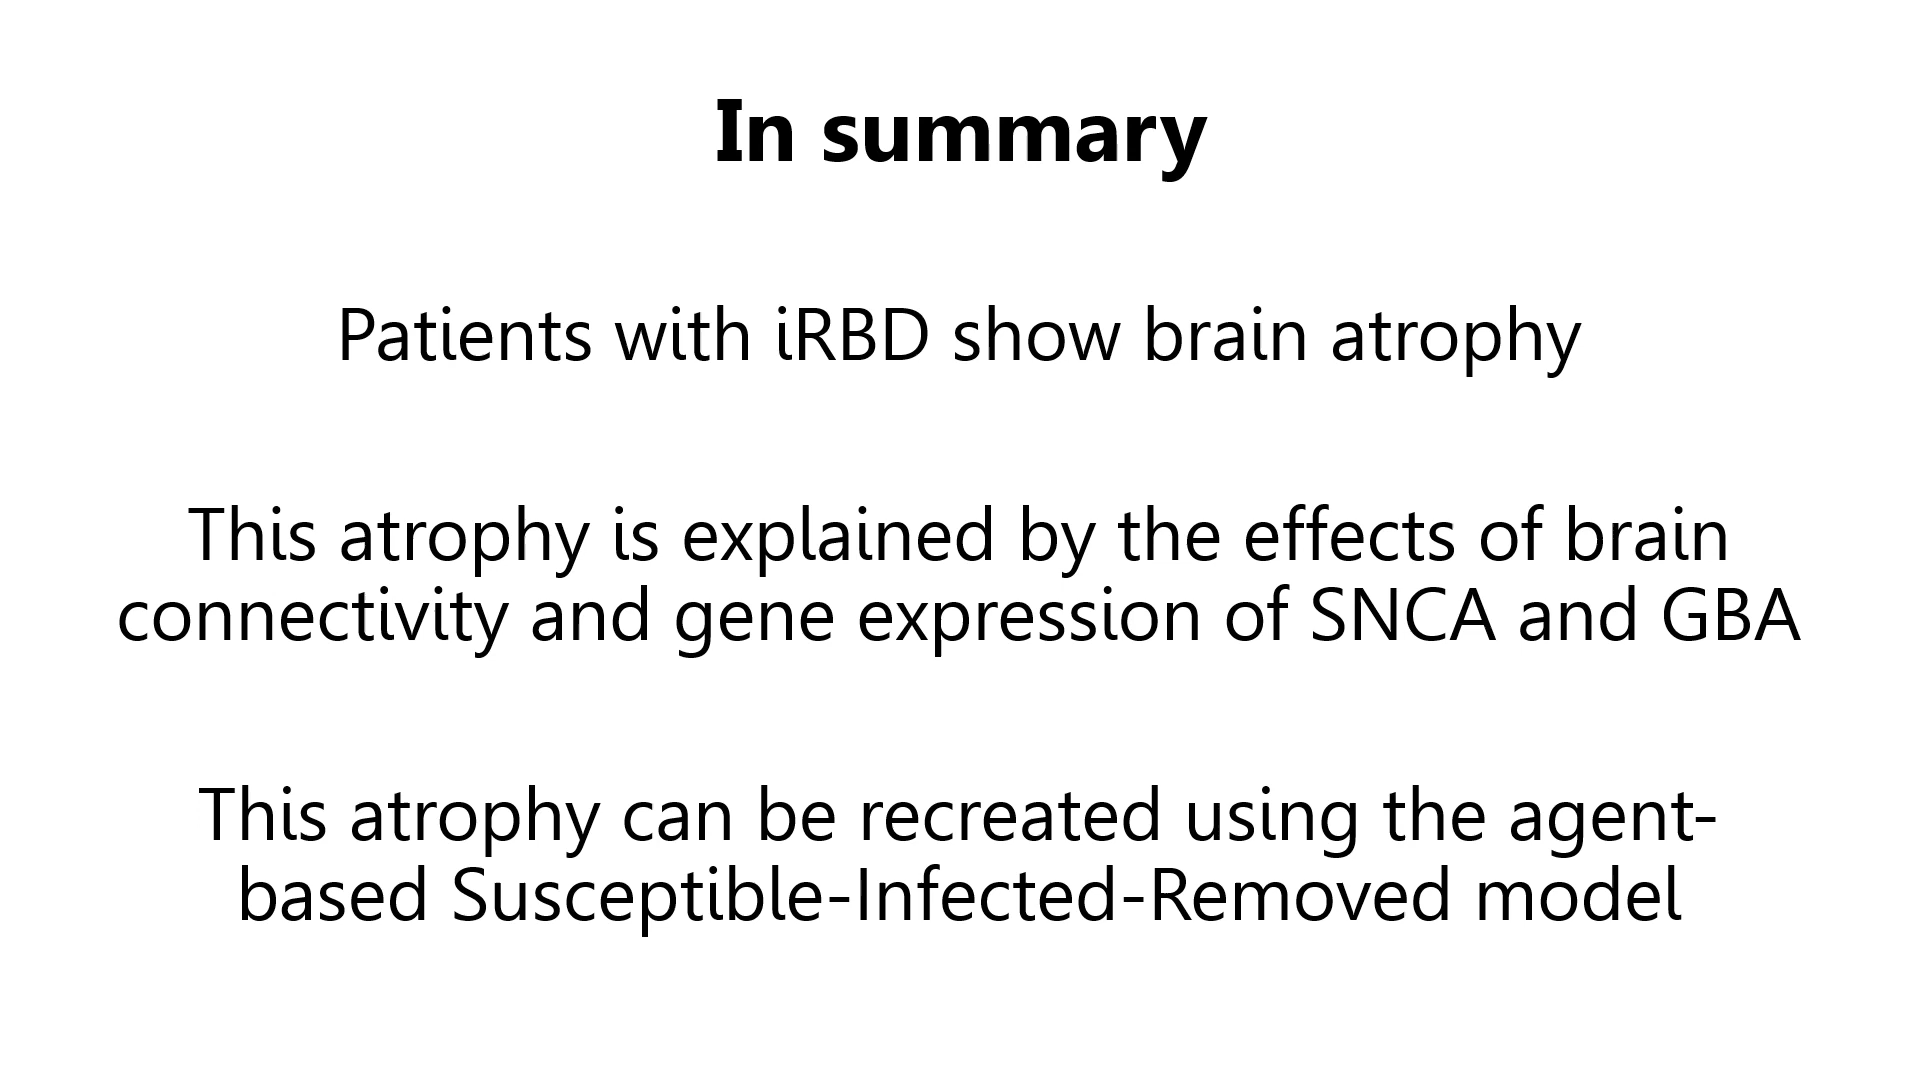 In summary
Patients with iRBD show brain atrophy
This atrophy is explained by the effects of brain
connectivity and gene expression of SNCA and GBA
This atrophy can be recreated using the agent-
based Susceptible-Infected-Removed model